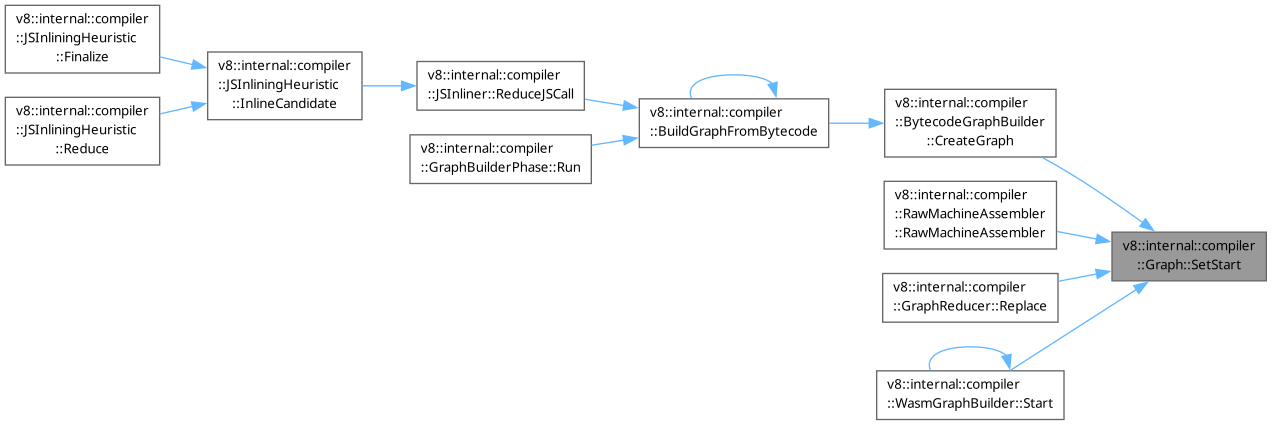 v8::internal::compiler
::JSInliningHeuristic
::Finalize
v8::internal::compiler
::JSInliningHeuristic
::Reduce
v8::internal::compiler
::JSInliningHeuristic
::InlineCandidate
v8::internal::compiler
::JSInliner::ReduceJSCall
v8::internal::compiler
::GraphBuilderPhase::Run
v8::internal::compiler
::BuildGraphFromBytecode
v8::internal::compiler
::BytecodeGraphBuilder
::CreateGraph
v8::internal::compiler
::RawMachineAssembler
::RawMachineAssembler
v8::internal::compiler
::GraphReducer::Replace
v8::internal::compiler
::WasmGraphBuilder::Start
v8::internal::compiler
::Graph::SetStart